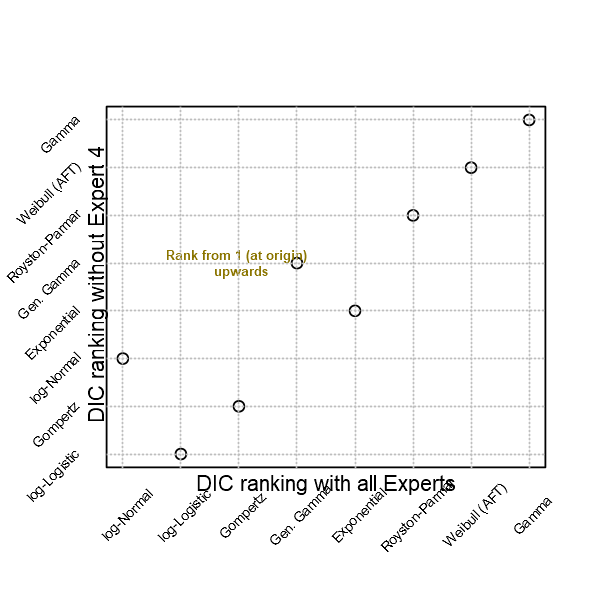 Gamma
Weibull (AFT)
Royston-Parmar
Gen. Gamma
Exponential
log-Normal
Gompertz
log-Logistic
DIC ranking without Expert 4
Rank from 1 (at origin)
upwards
DIC ranking with all Experts
log-Normal
log-Logistic
Gompertz
Gen. Gamma
Exponential
Royston-Parmar
Weibull (AFT)
Gamma